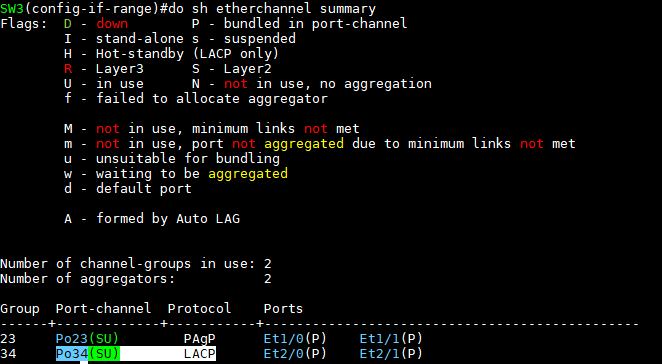 SW3(config-if-range)#do sh etherchannel summary
Flags:  D - down        P - bundled in port-channel
        I - stand-alone s - suspended
        H - Hot-standby (LACP only)
        R - Layer3      S - Layer2
        U - in use      N - not in use, no aggregation
        f - failed to allocate aggregator
        M - not in use, minimum links not met
        m - not in use, port not aggregated due to minimum links not met
        u - unsuitable for bundling
        w - waiting to be aggregated
        d - default port
        A - formed by Auto LAG
Number of channel-groups in use: 2
Number of aggregators:           2
Group  Port-channel  Protocol    Ports
------+-------------+-----------+-----------------------------------------------
23     Po23(SU)        PAgP      Et1/0(P)    Et1/1(P)
34     Po34(SU)        LACP      Et2/0(P)    Et2/1(P)